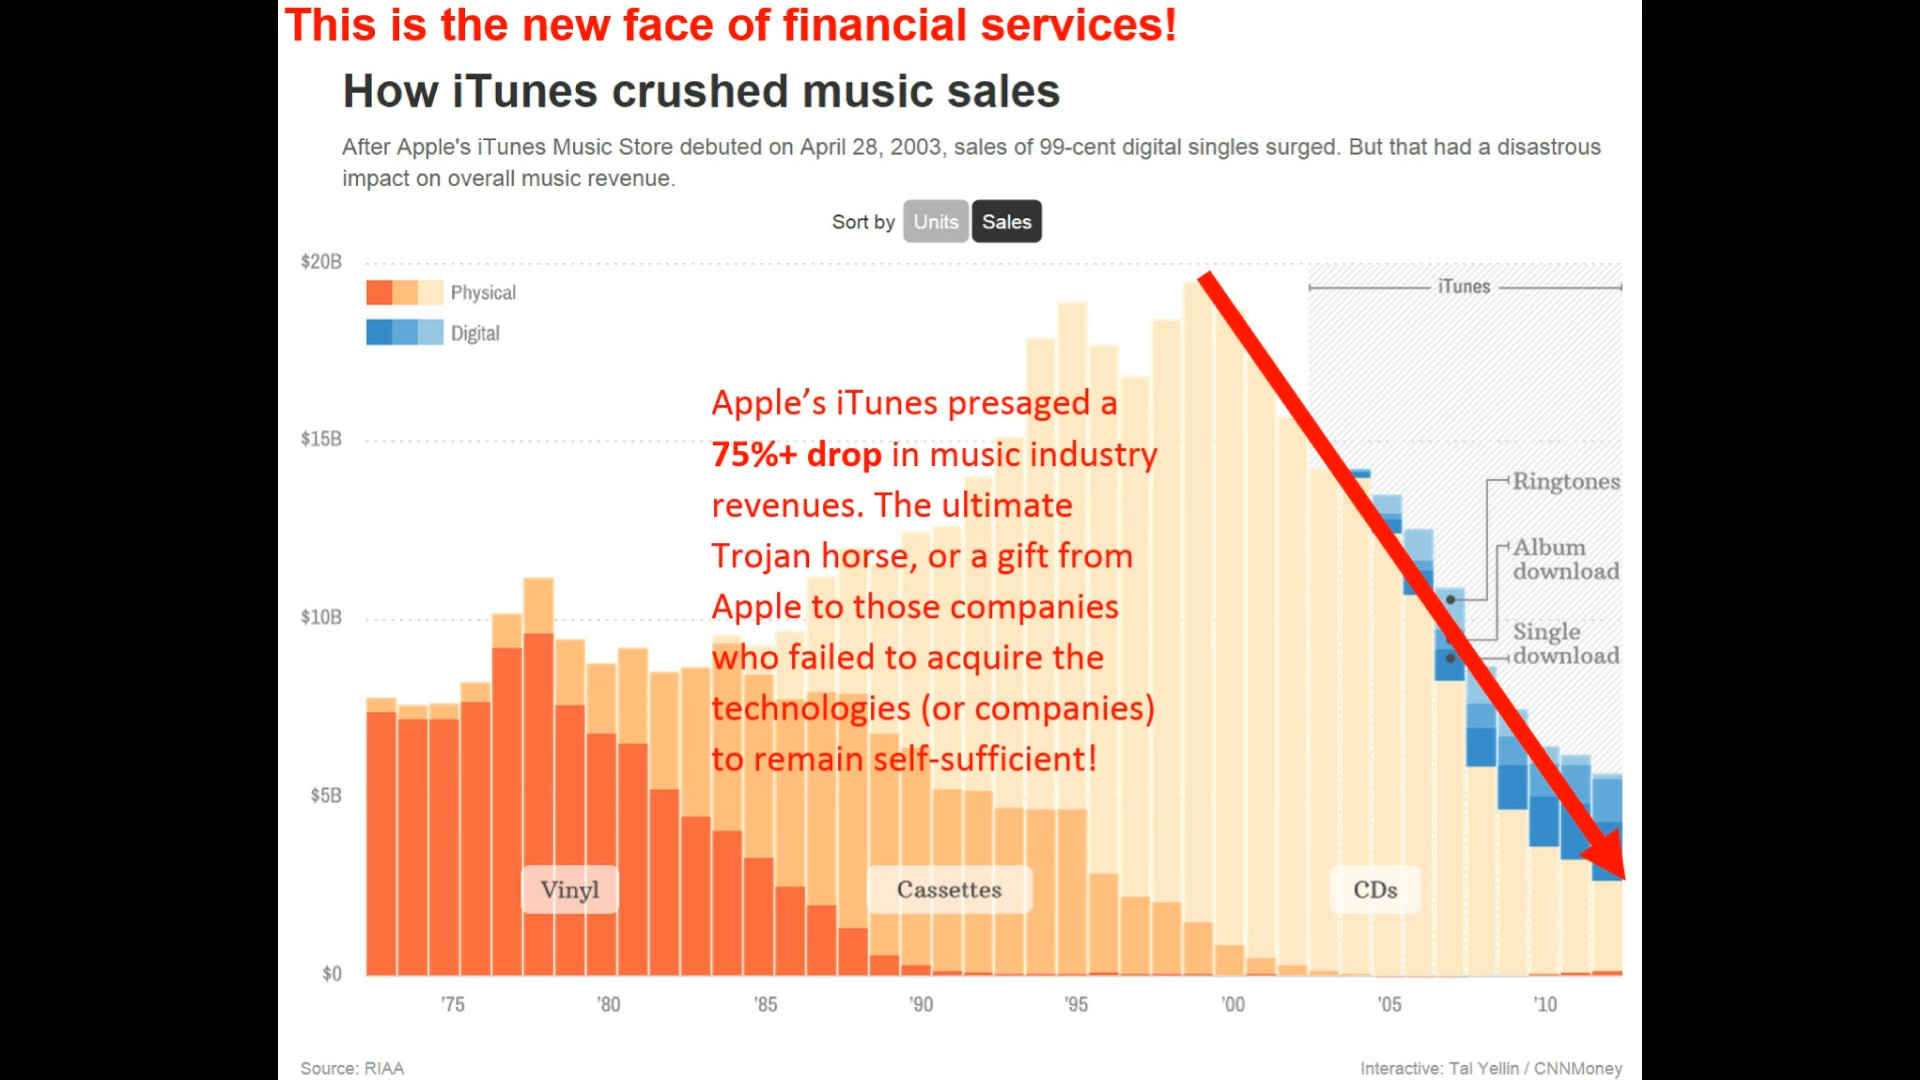 This is the new face of financial services!
How iTunes crushed music sales
After Apple's iTunes Music Store debuted on April 28, 2003, sales of 99-cent digital singles surged. But that had a disastrous
impact on overall music revenue.
Sort by Units Sales
$20B
Physical
Digital
iTunes
Apple’s iTunes presaged a
75%+ drop in music industry
revenues. The ultimate
Trojan horse, or a gift from
Apple to those companies
who failed to acquire the
technologies (or companies)
to remain self-sufficient!
$15B
$10B
$5B
$0
Ringtones
Album
download
Single
download
Vinyl
Cassettes
CDs
'75 '80 '85 '90 '95 '00 '05 '10
Source: RIAA
Interactive: Tal Yellin / CNNMoney